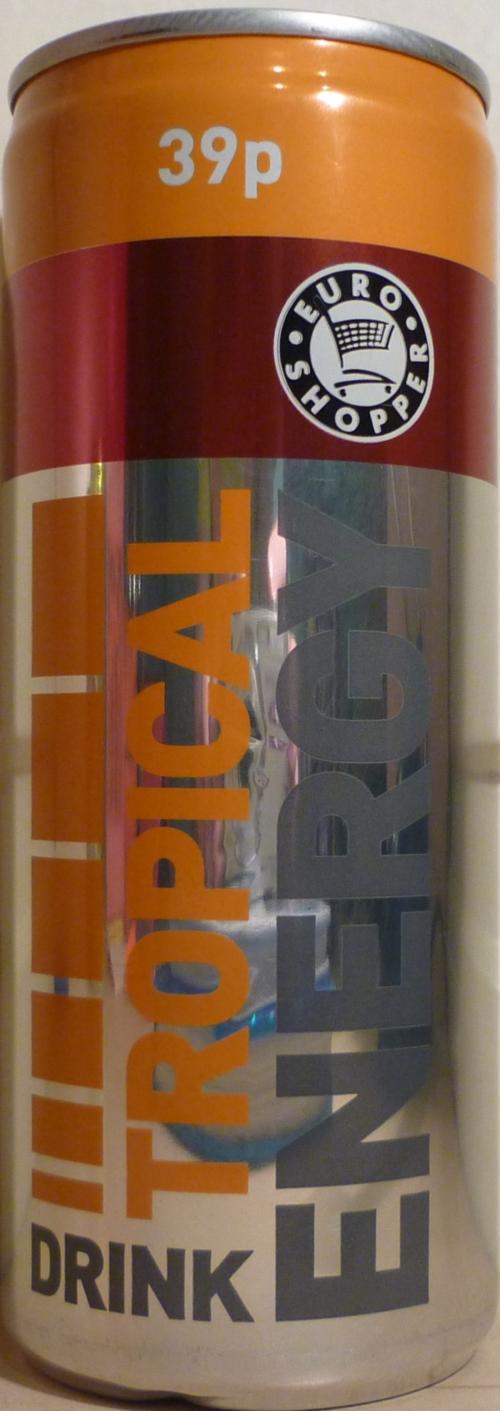 39p
EURO SHOPPER
TROPICAL
ENERGY
DRINK